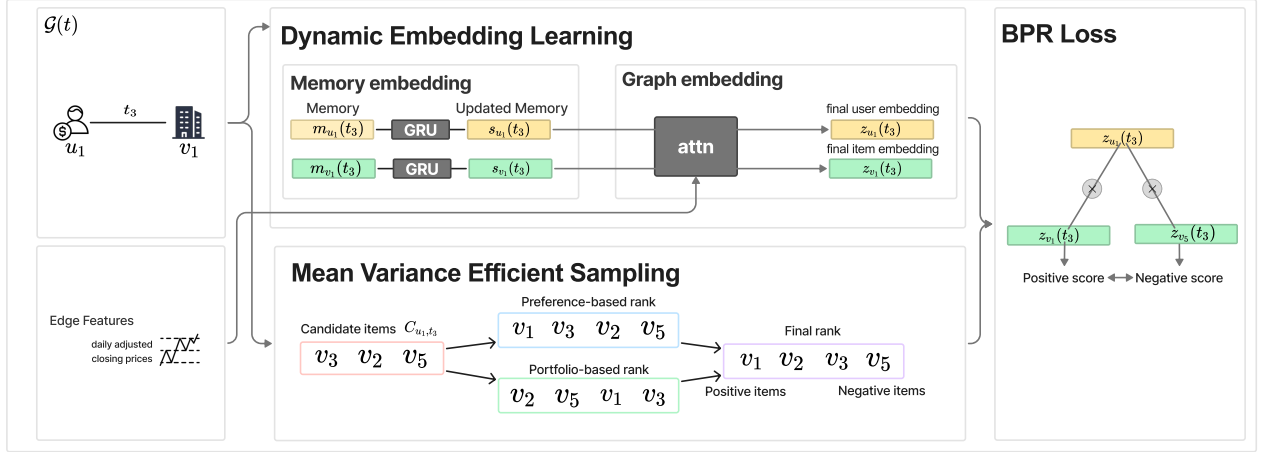 𝒢(t)
t₃
u₁ v₁
Edge Features
daily adjusted
closing prices
Dynamic Embedding Learning
Memory embedding
Memory Updated Memory
m_{u₁}(t₃) GRU s_{u₁}(t₃)
m_{v₁}(t₃) GRU s_{v₁}(t₃)
Graph embedding
attn
final user embedding
z_{u₁}(t₃)
final item embedding
z_{v₁}(t₃)
Mean Variance Efficient Sampling
Candidate items C_{u₁,t₃}
v₃ v₂ v₅
Preference-based rank
v₁ v₃ v₂ v₅
Portfolio-based rank
v₂ v₅ v₁ v₃
Final rank
v₁ v₂ v₃ v₅
Positive items Negative items
BPR Loss
z_{u₁}(t₃)
z_{v₁}(t₃) z_{v₅}(t₃)
Positive score Negative score